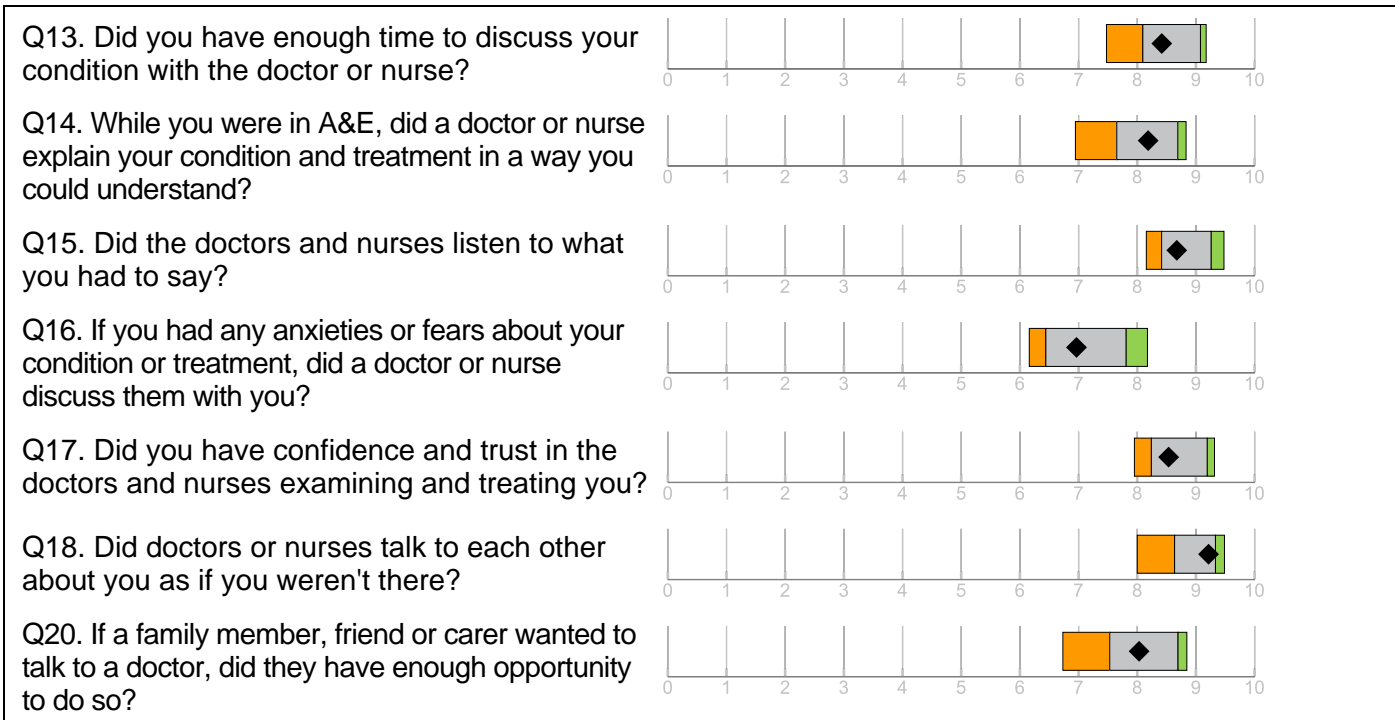 Q13. Did you have enough time to discuss your
condition with the doctor or nurse?
0 1 2 3 4 5 6 7 8 9 10
Q14. While you were in A&E, did a doctor or nurse
explain your condition and treatment in a way you
could understand?
0 1 2 3 4 5 6 7 8 9 10
Q15. Did the doctors and nurses listen to what
you had to say?
0 1 2 3 4 5 6 7 8 9 10
Q16. If you had any anxieties or fears about your
condition or treatment, did a doctor or nurse
discuss them with you?
0 1 2 3 4 5 6 7 8 9 10
Q17. Did you have confidence and trust in the
doctors and nurses examining and treating you?
0 1 2 3 4 5 6 7 8 9 10
Q18. Did doctors or nurses talk to each other
about you as if you weren't there?
0 1 2 3 4 5 6 7 8 9 10
Q20. If a family member, friend or carer wanted to
talk to a doctor, did they have enough opportunity
to do so?
0 1 2 3 4 5 6 7 8 9 10